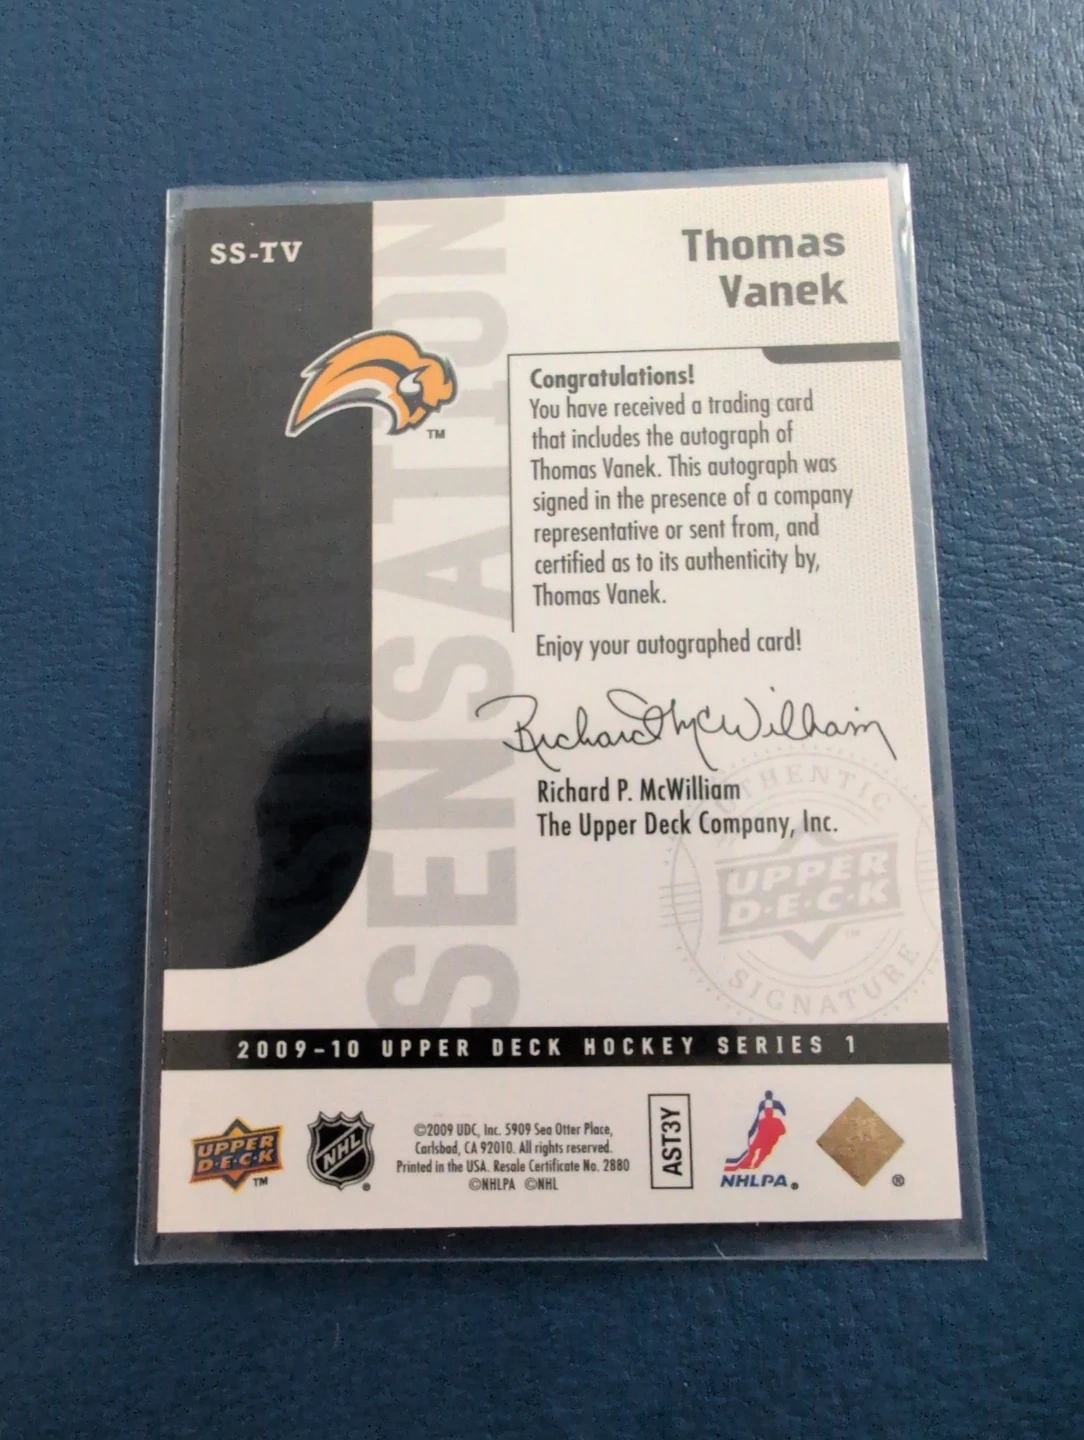 SS-TV
Thomas
Vanek
SENSATION
TM
Congratulations!
You have received a trading card
that includes the autograph of
Thomas Vanek. This autograph was
signed in the presence of a company
representative or sent from, and
certified as to its authenticity by,
Thomas Vanek.
Enjoy your autographed card!
Richard McWilliam
Richard P. McWilliam
The Upper Deck Company, Inc.
AUTHENTIC
UPPER
D·E·C·K
TM
SIGNATURE
2009-10 UPPER DECK HOCKEY SERIES 1
UPPER
D·E·C·K
TM
NHL
®
©2009 UDC, Inc. 5909 Sea Otter Place,
Carlsbad, CA 92010. All rights reserved.
Printed in the USA. Resale Certificate No. 2880
©NHLPA ©NHL
AST3Y
NHLPA®
®